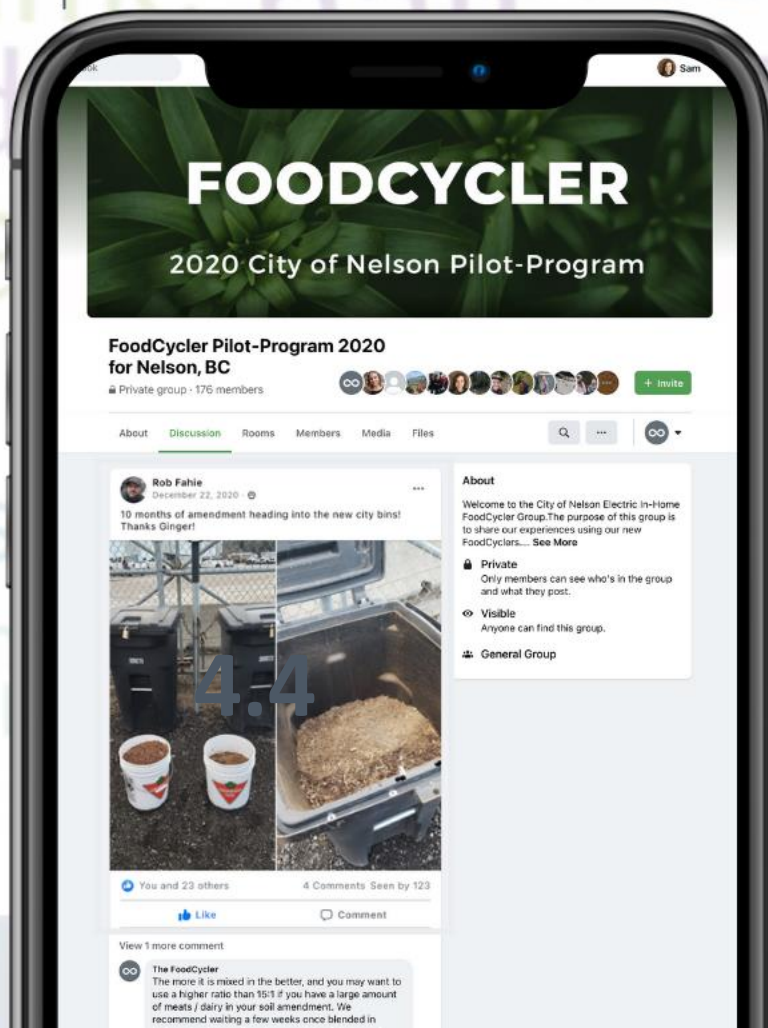 Sam
FOODCYCLER
2020 City of Nelson Pilot-Program
FoodCycler Pilot-Program 2020
for Nelson, BC
Private group · 176 members
+ Invite
About Discussion Rooms Members Media Files
Rob Fahie
December 22, 2020 ·
10 months of amendment heading into the new city bins!
Thanks Ginger!
4.4
You and 23 others 4 Comments Seen by 123
Like Comment
View 1 more comment
The FoodCycler
The more it is mixed in the better, and you may want to
use a higher ratio than 15:1 if you have a large amount
of meats / dairy in your soil amendment. We
recommend waiting a few weeks once blended in
About
Welcome to the City of Nelson Electric In-Home
FoodCycler Group.The purpose of this group is
to share our experiences using our new
FoodCyclers.... See More
Private
Only members can see who's in the group
and what they post.
Visible
Anyone can find this group.
General Group